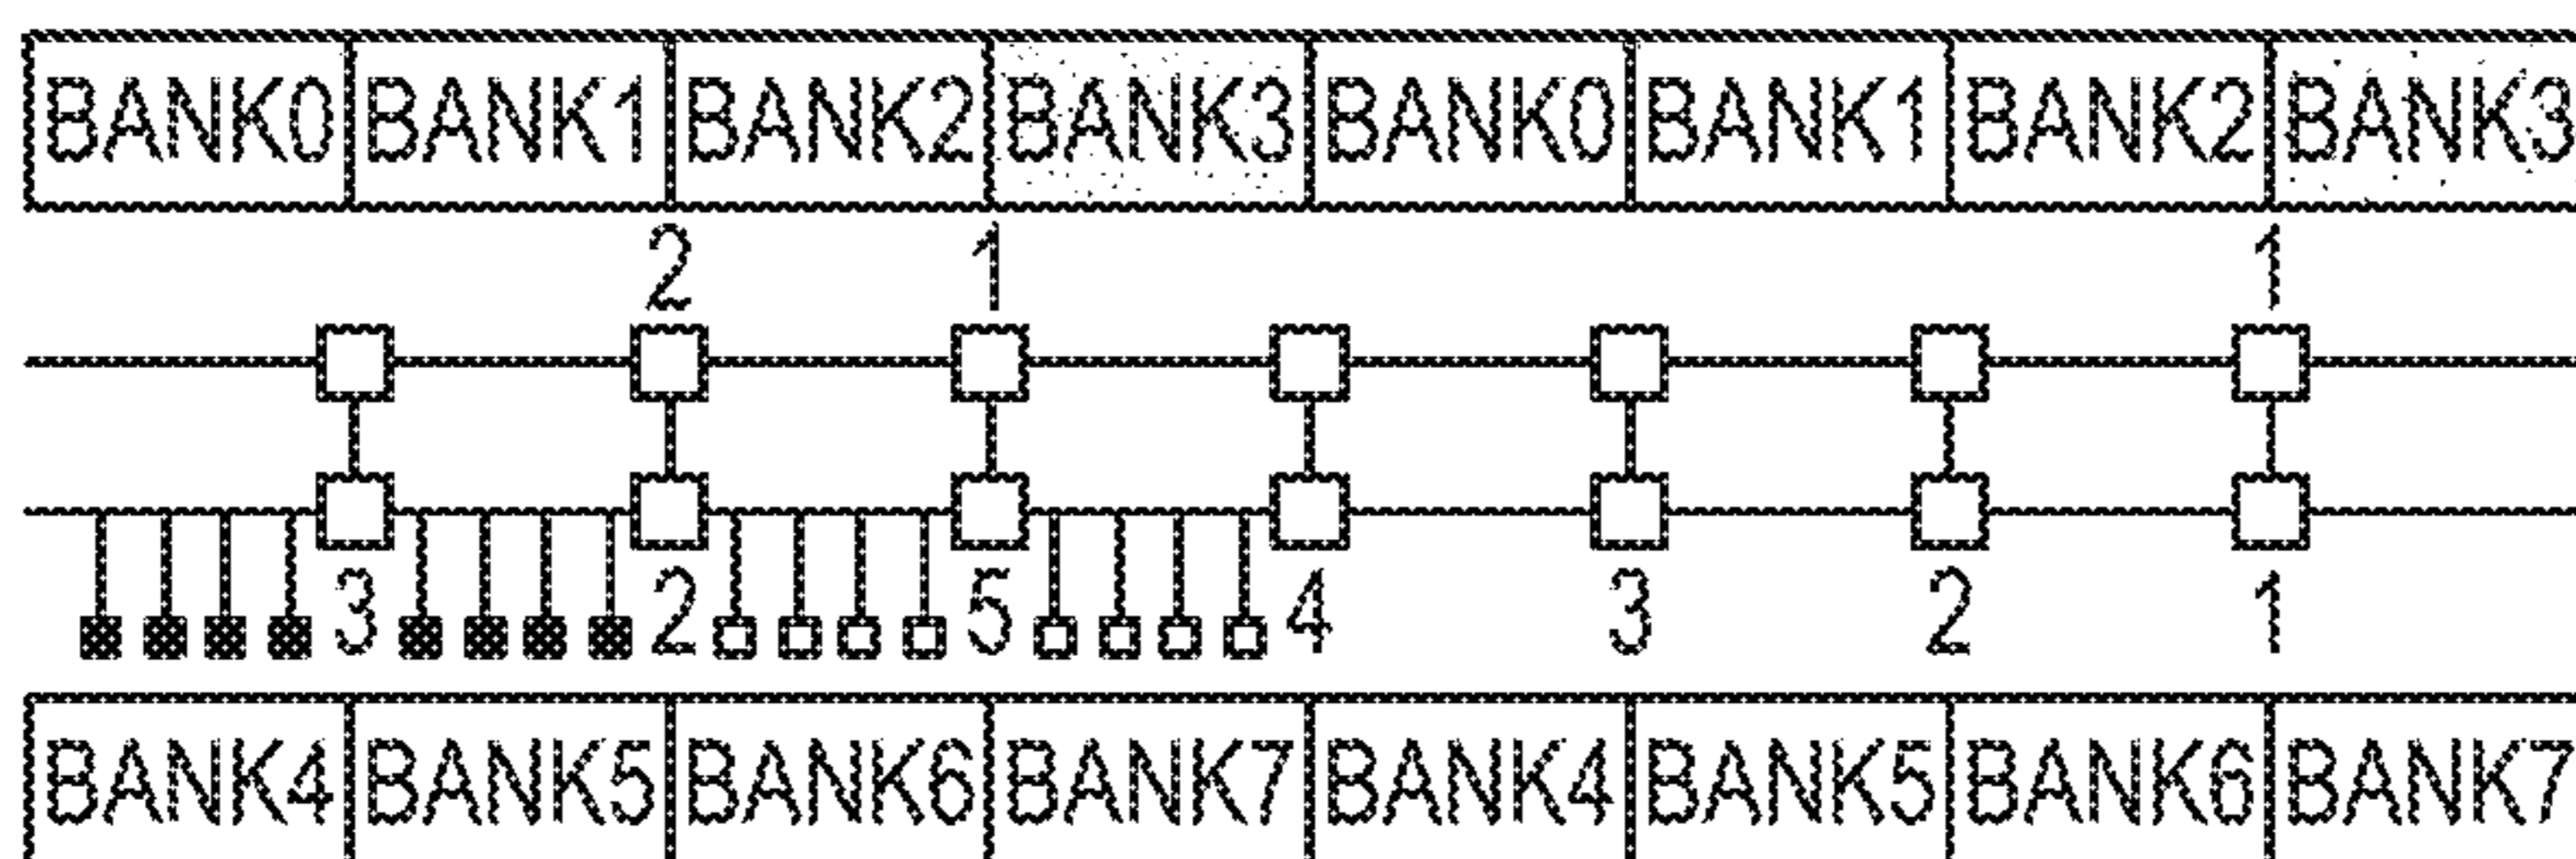 BANK0 BANK1 BANK2 BANK3 BANK0 BANK1 BANK2 BANK3
2 1 1
3 2 5 4 3 2 1
BANK4 BANK5 BANK6 BANK7 BANK4 BANK5 BANK6 BANK7